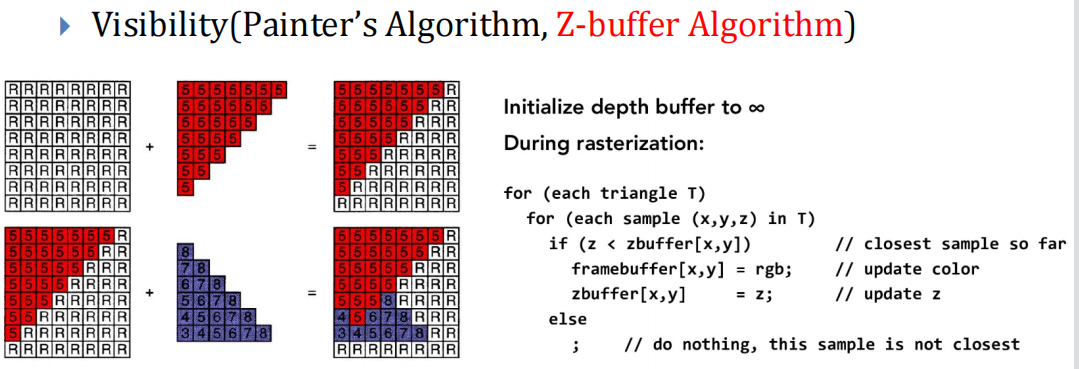 Visibility(Painter's Algorithm, Z-buffer Algorithm)
R R R R R R R R
R R R R R R R R
R R R R R R R R
R R R R R R R R
R R R R R R R R
R R R R R R R R
R R R R R R R R
R R R R R R R R
+
5 5 5 5 5 5 5
5 5 5 5 5 5
5 5 5 5 5
5 5 5 5
5 5 5
5 5
5
=
5 5 5 5 5 5 5 R
5 5 5 5 5 5 R R
5 5 5 5 5 R R R
5 5 5 5 R R R R
5 5 5 R R R R R
5 5 R R R R R R
5 R R R R R R R
R R R R R R R R
5 5 5 5 5 5 5 R
5 5 5 5 5 5 R R
5 5 5 5 5 R R R
5 5 5 5 R R R R
5 5 5 R R R R R
5 5 R R R R R R
5 R R R R R R R
R R R R R R R R
+
8
7 8
6 7 8
5 6 7 8
4 5 6 7 8
3 4 5 6 7 8
=
5 5 5 5 5 5 5 R
5 5 5 5 5 5 R R
5 5 5 5 5 R R R
5 5 5 5 R R R R
5 5 5 8 R R R R
4 5 6 7 8 R R R
3 4 5 6 7 8 R R
R R R R R R R R
Initialize depth buffer to ∞
During rasterization:
for (each triangle T)
for (each sample (x,y,z) in T)
if (z < zbuffer[x,y]) // closest sample so far
framebuffer[x,y] = rgb; // update color
zbuffer[x,y] = z; // update z
else
; // do nothing, this sample is not closest